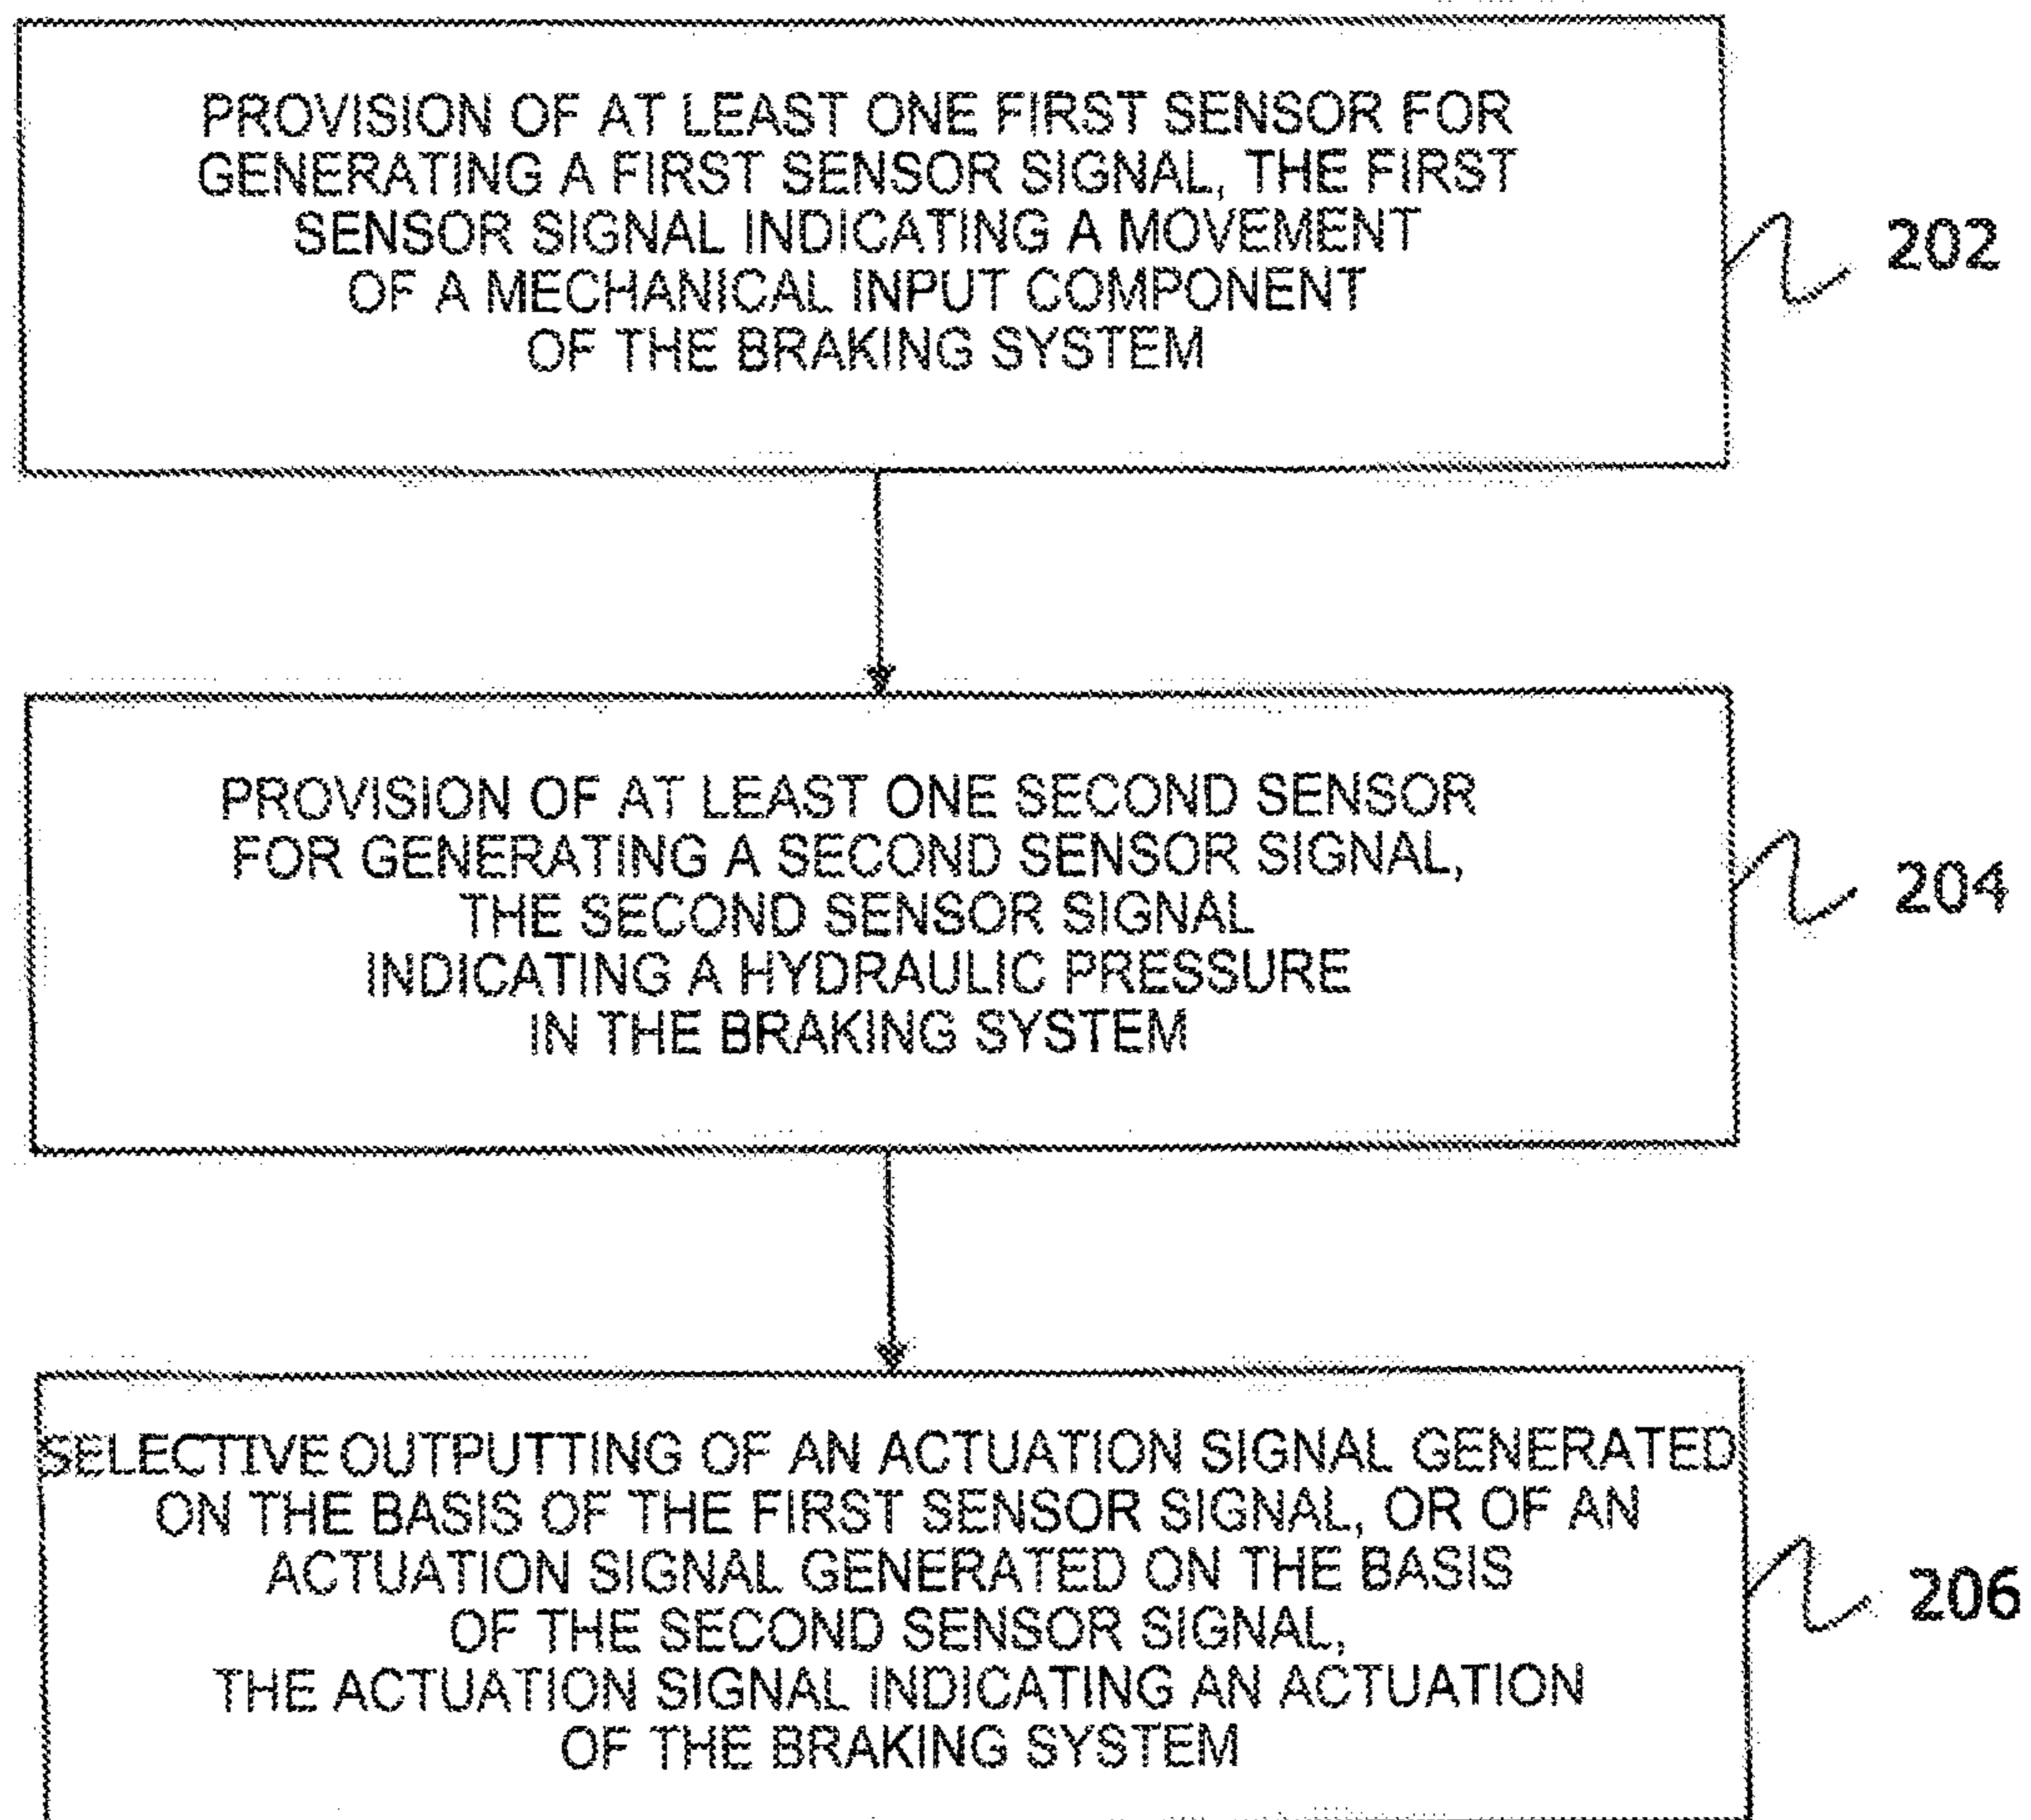 PROVISION OF AT LEAST ONE FIRST SENSOR FOR
GENERATING A FIRST SENSOR SIGNAL, THE FIRST
SENSOR SIGNAL INDICATING A MOVEMENT
OF A MECHANICAL INPUT COMPONENT
OF THE BRAKING SYSTEM
202
PROVISION OF AT LEAST ONE SECOND SENSOR
FOR GENERATING A SECOND SENSOR SIGNAL,
THE SECOND SENSOR SIGNAL
INDICATING A HYDRAULIC PRESSURE
IN THE BRAKING SYSTEM
204
SELECTIVE OUTPUTTING OF AN ACTUATION SIGNAL GENERATED
ON THE BASIS OF THE FIRST SENSOR SIGNAL, OR OF AN
ACTUATION SIGNAL GENERATED ON THE BASIS
OF THE SECOND SENSOR SIGNAL,
THE ACTUATION SIGNAL INDICATING AN ACTUATION
OF THE BRAKING SYSTEM
206